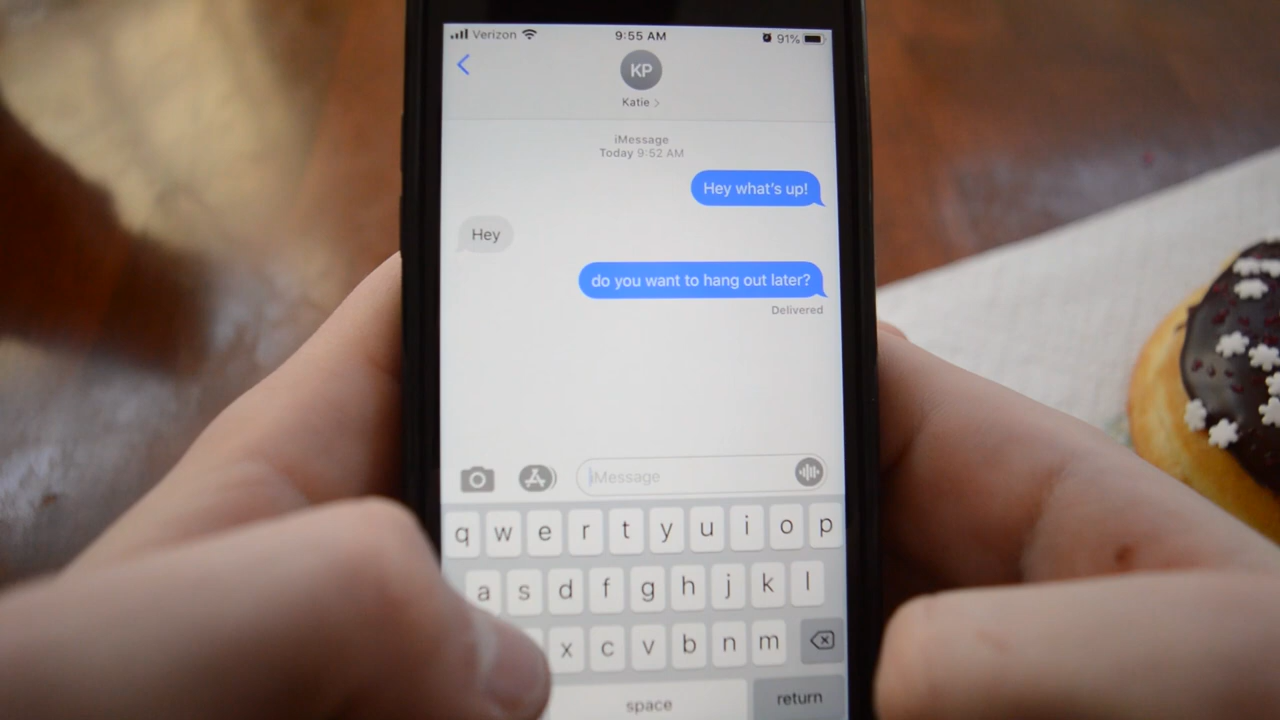 Verizon 9:55 AM 91%
KP
Katie >
iMessage
Today 9:52 AM
Hey what's up!
Hey
do you want to hang out later?
Delivered
iMessage
q w e r t y u i o p
a s d f g h j k l
x c v b n m
space return